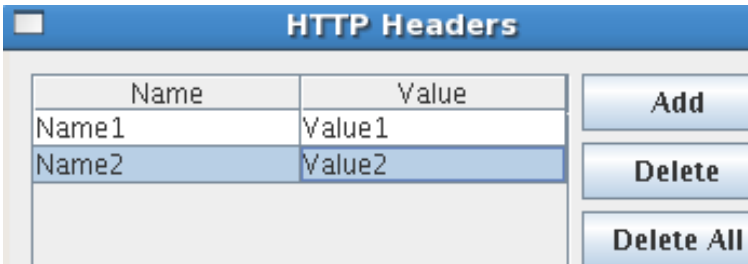 HTTP Headers
Name Value
Name1 Value1
Name2 Value2
Add
Delete
Delete All